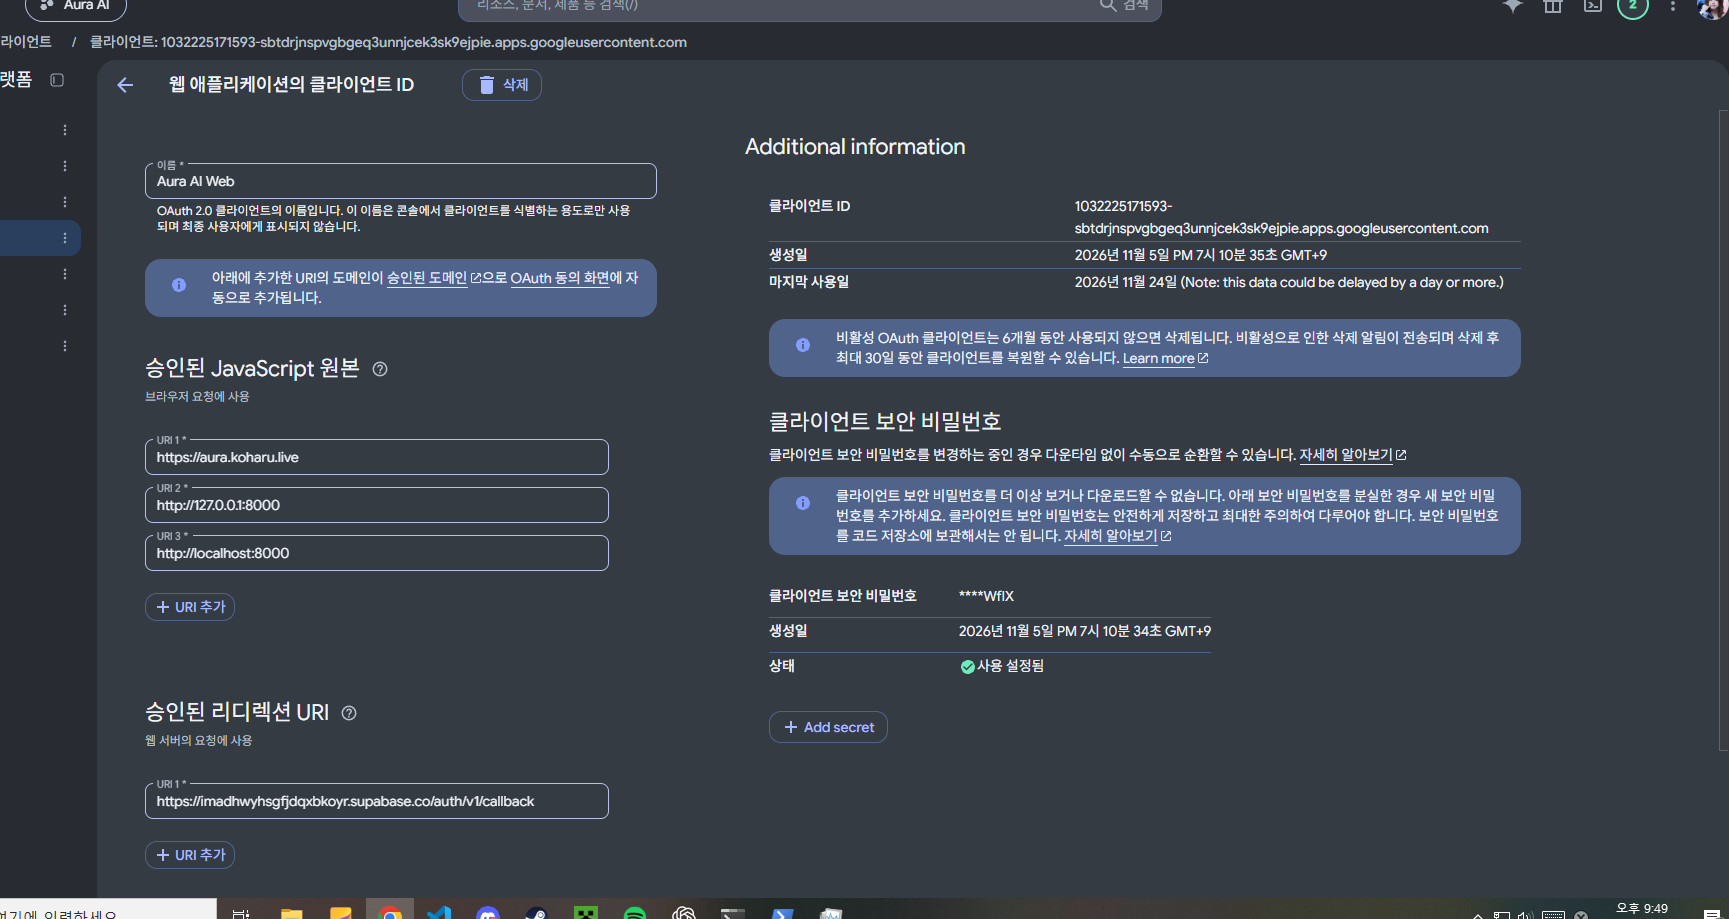 Aura AI
리소스, 문서, 제품 등 검색(/)
검색
2
라이언트 / 클라이언트: 1032225171593-sbtdrjnspvgbgeq3unnjcek3sk9ejpie.apps.googleusercontent.com
랫폼
웹 애플리케이션의 클라이언트 ID
삭제
이름 *
Aura AI Web
OAuth 2.0 클라이언트의 이름입니다. 이 이름은 콘솔에서 클라이언트를 식별하는 용도로만 사용
되며 최종 사용자에게 표시되지 않습니다.
아래에 추가한 URI의 도메인이 승인된 도메인으로 OAuth 동의 화면에 자
동으로 추가됩니다.
승인된 JavaScript 원본
브라우저 요청에 사용
URI 1 *
https://aura.koharu.live
URI 2 *
http://127.0.0.1:8000
URI 3 *
http://localhost:8000
URI 추가
승인된 리디렉션 URI
웹 서버의 요청에 사용
URI 1 *
https://imadhwyhsgfjdqxbkoyr.supabase.co/auth/v1/callback
URI 추가
Additional information
클라이언트 ID
1032225171593-
sbtdrjnspvgbgeq3unnjcek3sk9ejpie.apps.googleusercontent.com
생성일
2026년 11월 5일 PM 7시 10분 35초 GMT+9
마지막 사용일
2026년 11월 24일 (Note: this data could be delayed by a day or more.)
비활성 OAuth 클라이언트는 6개월 동안 사용되지 않으면 삭제됩니다. 비활성으로 인한 삭제 알림이 전송되며 삭제 후
최대 30일 동안 클라이언트를 복원할 수 있습니다. Learn more
클라이언트 보안 비밀번호
클라이언트 보안 비밀번호를 변경하는 중인 경우 다운타임 없이 수동으로 순환할 수 있습니다. 자세히 알아보기
클라이언트 보안 비밀번호를 더 이상 보거나 다운로드할 수 없습니다. 아래 보안 비밀번호를 분실한 경우 새 보안 비밀
번호를 추가하세요. 클라이언트 보안 비밀번호는 안전하게 저장하고 최대한 주의하여 다루어야 합니다. 보안 비밀번호
를 코드 저장소에 보관해서는 안 됩니다. 자세히 알아보기
클라이언트 보안 비밀번호
****WflX
생성일
2026년 11월 5일 PM 7시 10분 34초 GMT+9
상태
사용 설정됨
Add secret
여기에 입력하세요
오후 9:49